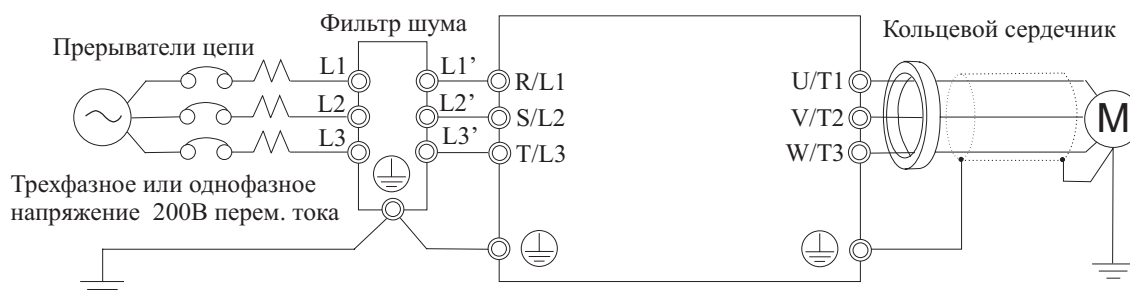 Фильтр шума
Кольцевой сердечник
Прерыватели цепи
L1
L1’
R/L1
U/T1
L2
L2’
S/L2
V/T2
M
L3
L3’
T/L3
W/T3
Трехфазное или однофазное
напряжение 200В перем. тока